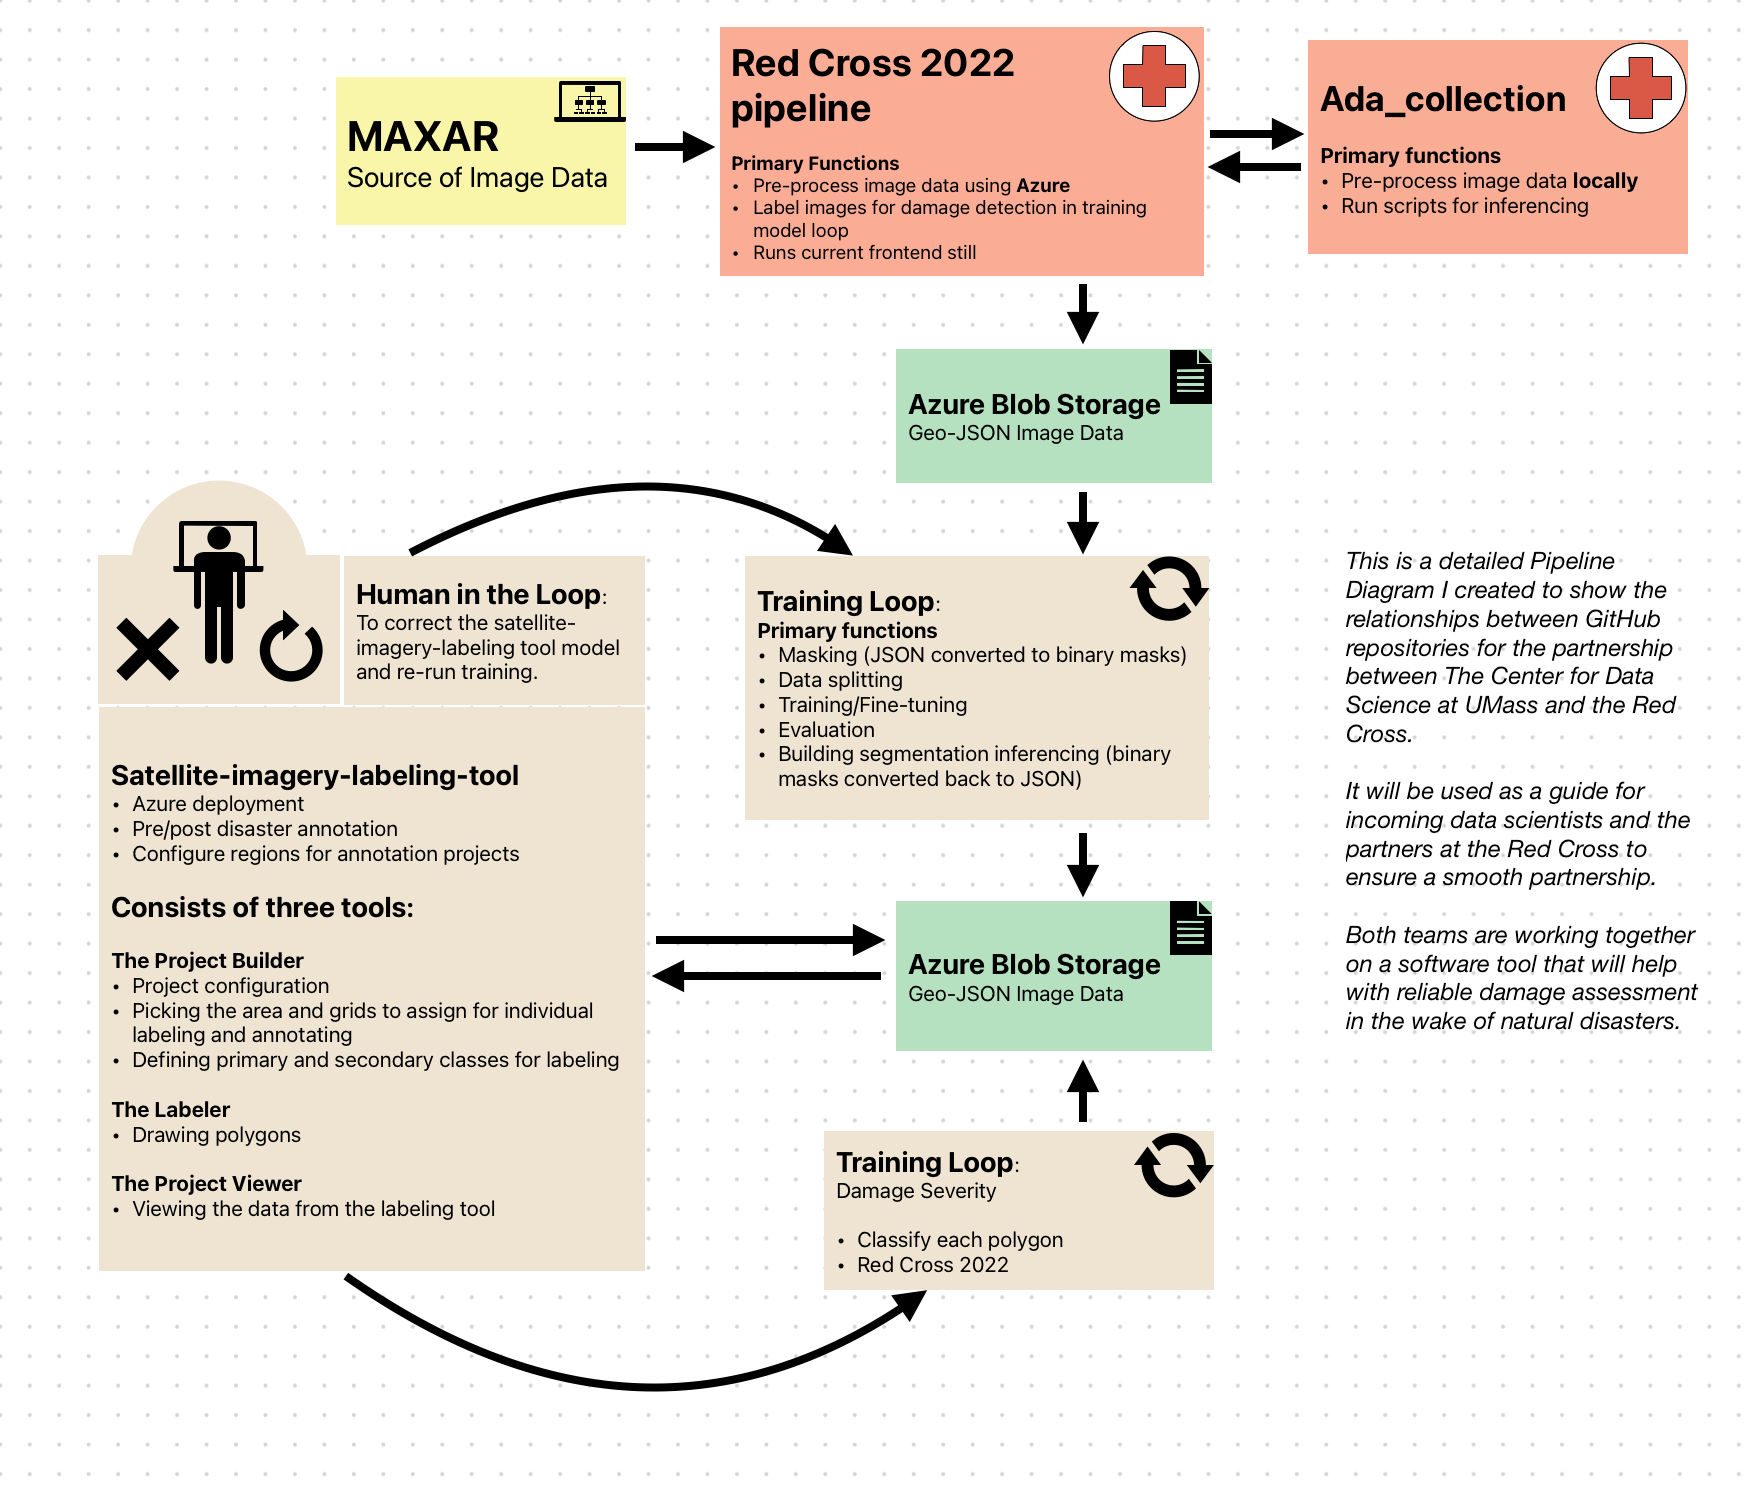 MAXAR
Source of Image Data
Red Cross 2022
pipeline
Primary Functions
• Pre-process image data using Azure
• Label images for damage detection in training
model loop
• Runs current frontend still
Ada_collection
Primary functions
• Pre-process image data locally
• Run scripts for inferencing
Azure Blob Storage
Geo-JSON Image Data
Human in the Loop:
To correct the satellite-
imagery-labeling tool model
and re-run training.
Training Loop:
Primary functions
• Masking (JSON converted to binary masks)
• Data splitting
• Training/Fine-tuning
• Evaluation
• Building segmentation inferencing (binary
masks converted back to JSON)
This is a detailed Pipeline
Diagram I created to show the
relationships between GitHub
repositories for the partnership
between The Center for Data
Science at UMass and the Red
Cross.
It will be used as a guide for
incoming data scientists and the
partners at the Red Cross to
ensure a smooth partnership.
Both teams are working together
on a software tool that will help
with reliable damage assessment
in the wake of natural disasters.
Satellite-imagery-labeling-tool
• Azure deployment
• Pre/post disaster annotation
• Configure regions for annotation projects
Consists of three tools:
The Project Builder
• Project configuration
• Picking the area and grids to assign for individual
labeling and annotating
• Defining primary and secondary classes for labeling
The Labeler
• Drawing polygons
The Project Viewer
• Viewing the data from the labeling tool
Azure Blob Storage
Geo-JSON Image Data
Training Loop:
Damage Severity
• Classify each polygon
• Red Cross 2022